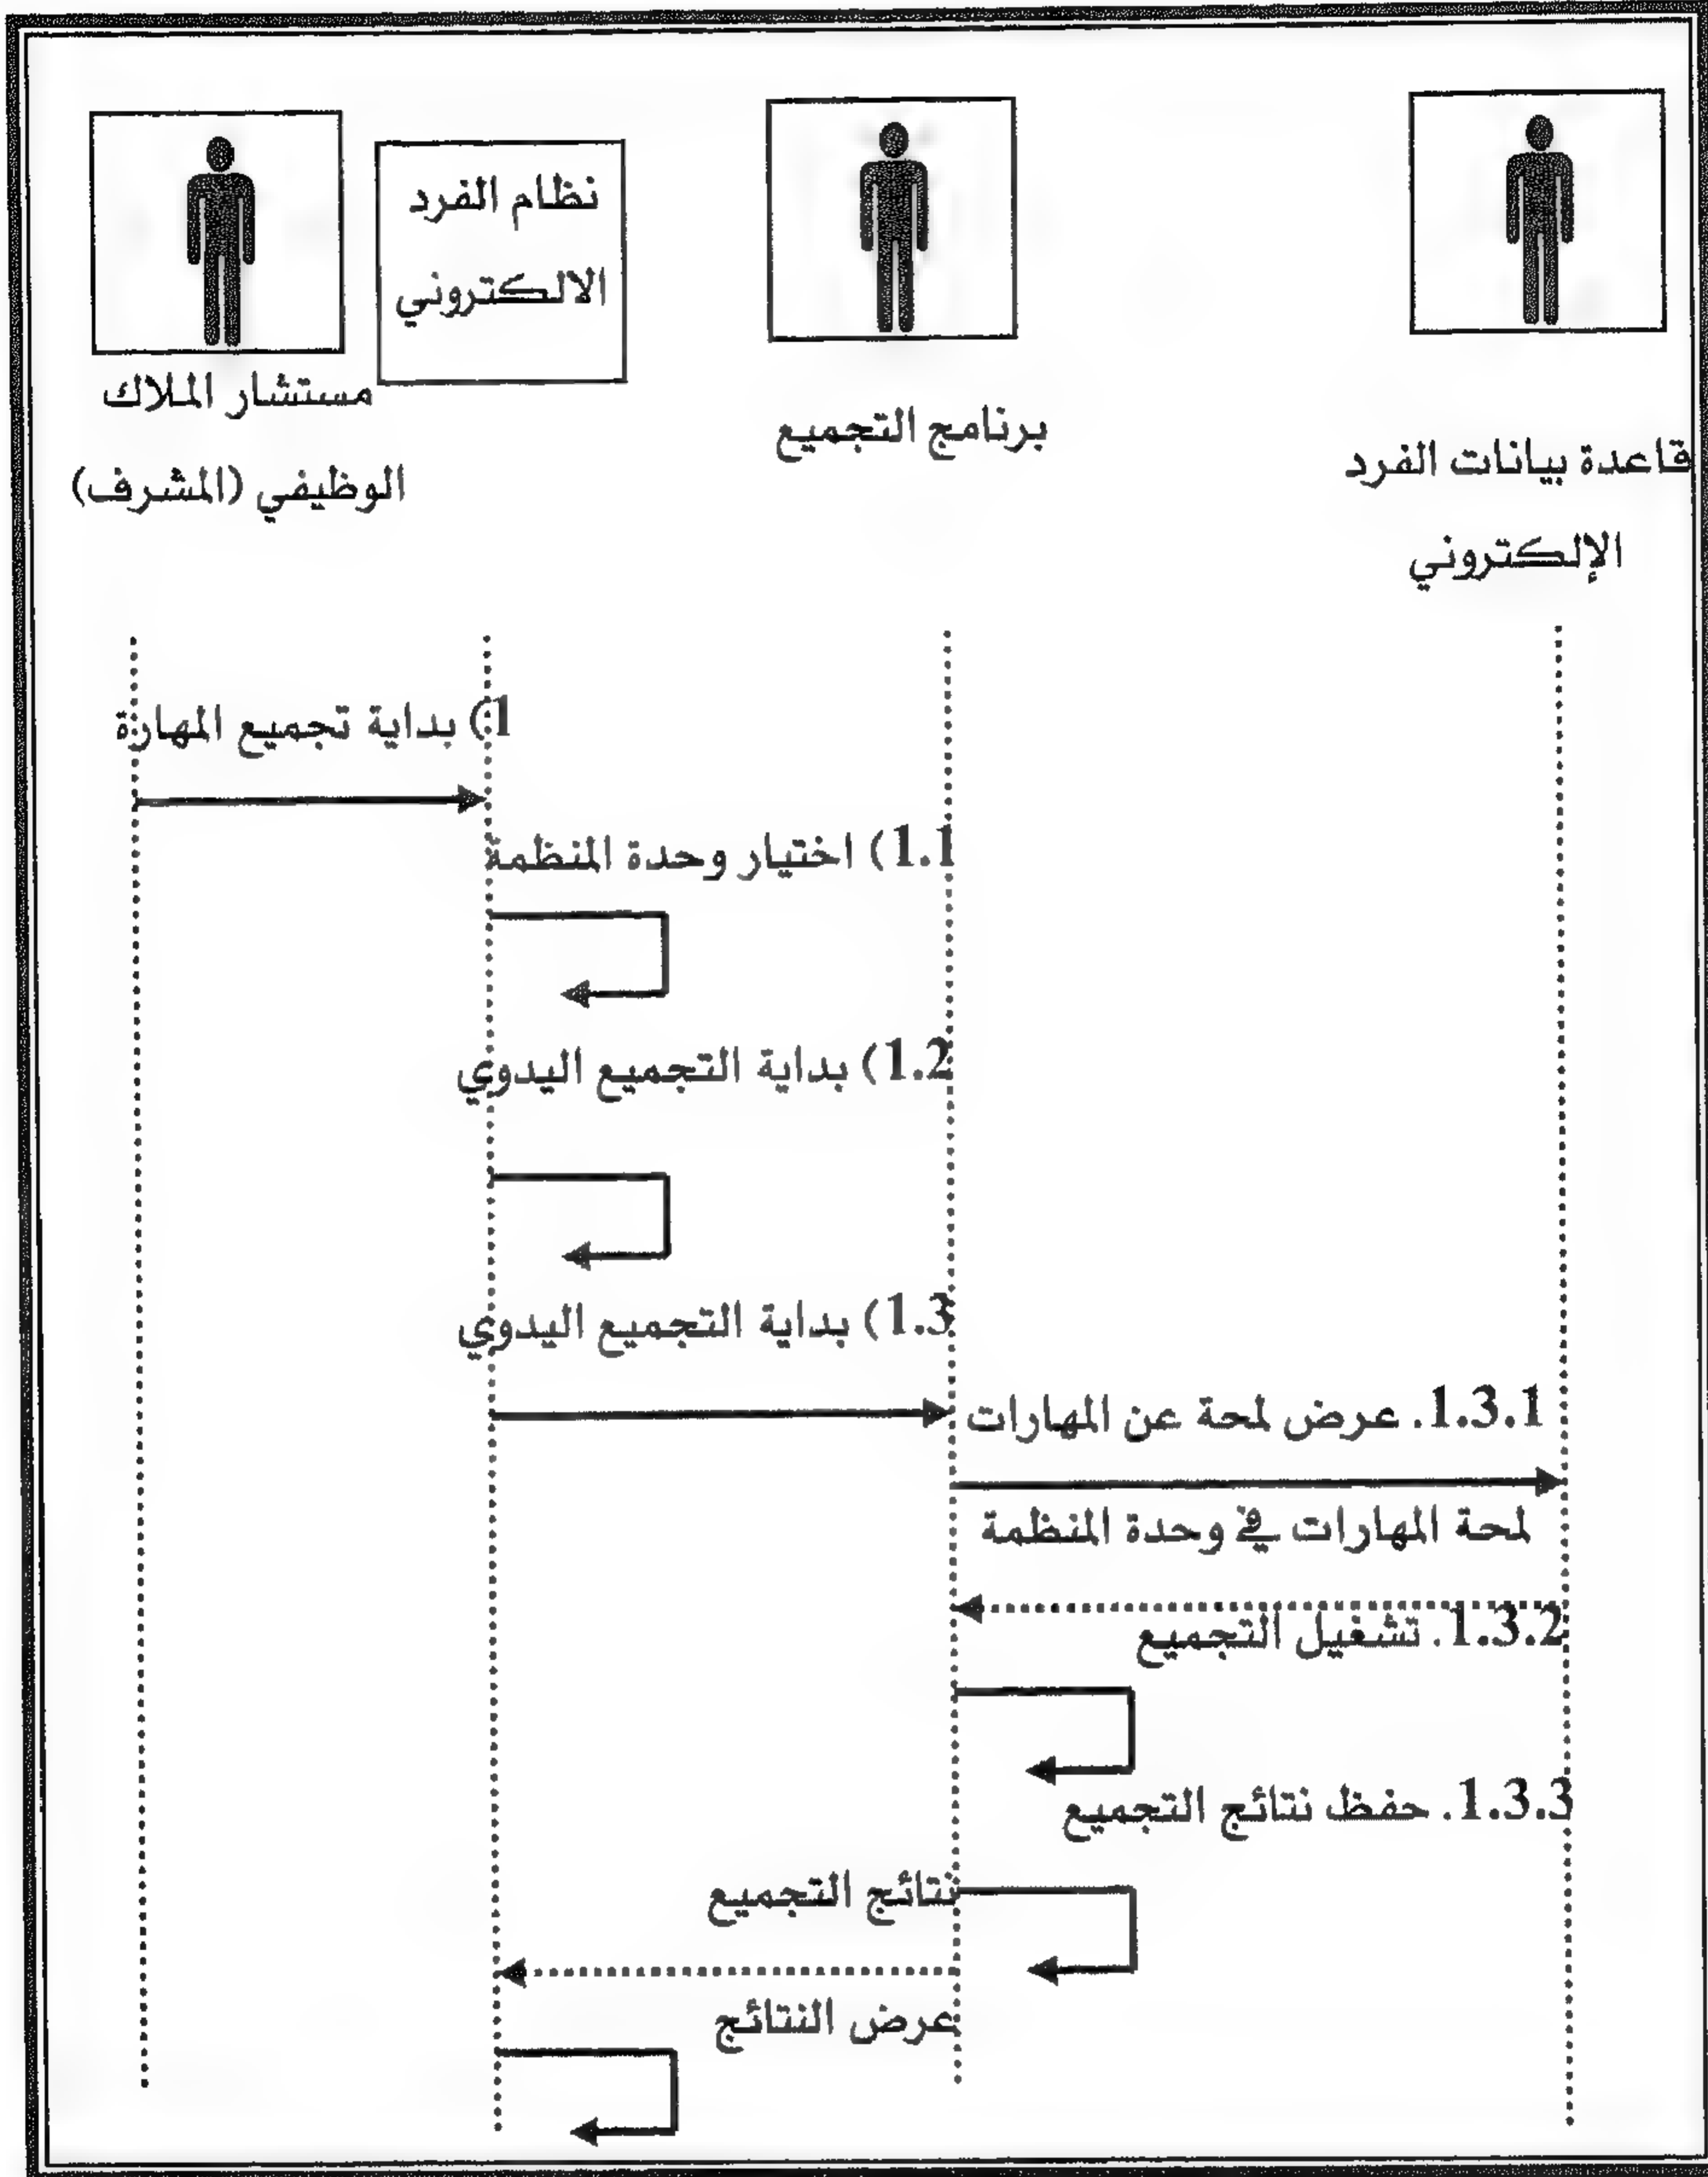 نظام الفرد
الالكتروني
مستشار الملاك
الوظيفي (المشرف)
برنامج التجميع
قاعدة بيانات الفرد
الإلكتروني
1) بداية تجميع المهارة
1.1) اختيار وحدة المنظمة
1.2) بداية التجميع اليدوي
1.3) بداية التجميع اليدوي
1.3.1. عرض لمحة عن المهارات
لمحة المهارات في وحدة المنظمة
1.3.2. تشغيل التجميع
1.3.3. حفظ نتائج التجميع
نتائج التجميع
عرض النتائج